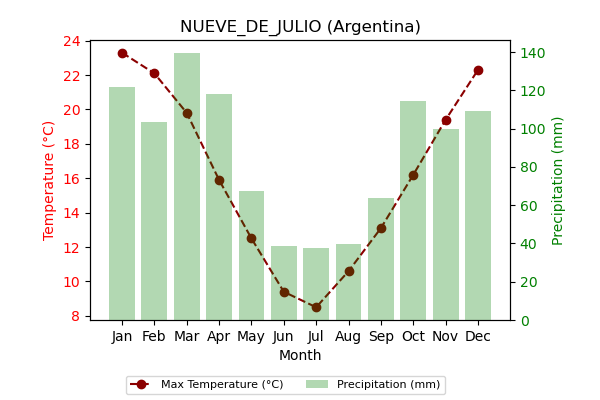 NUEVE_DE_JULIO (Argentina)
24
22
20
18
16
14
12
10
8
Temperature (°C)
140
120
100
80
60
40
20
0
Precipitation (mm)
Jan Feb Mar Apr May Jun Jul Aug Sep Oct Nov Dec
Month
Max Temperature (°C) Precipitation (mm)